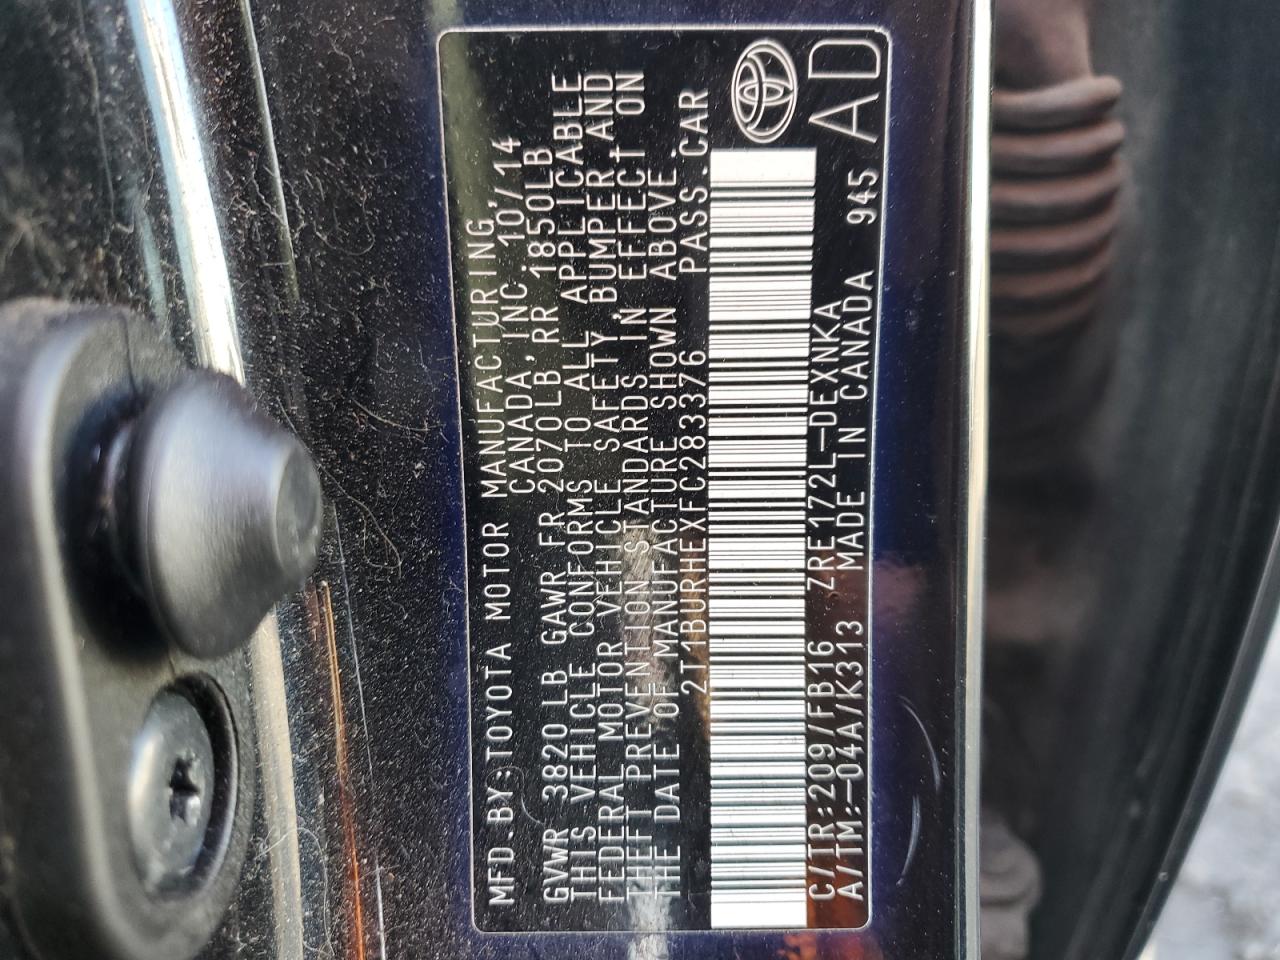 MFD.BY:TOYOTA MOTOR MANUFACTURING,
CANADA,INC.10/14
GVWR 3820 LB GAWR FR 2070LB,RR 1850LB
THIS VEHICLE CONFORMS TO ALL APPLICABLE
FEDERAL MOTOR VEHICLE SAFETY,BUMPER,AND
THEFT PREVENTION STANDARDS IN EFFECT ON
THE DATE OF MANUFACTURE SHOWN ABOVE.
2T1BURHEXFC283376 PASS.CAR
C/TR:209/FB16 ZRE172L-DEXNKA
A/TM:-04A/K313 MADE IN CANADA 945
AD